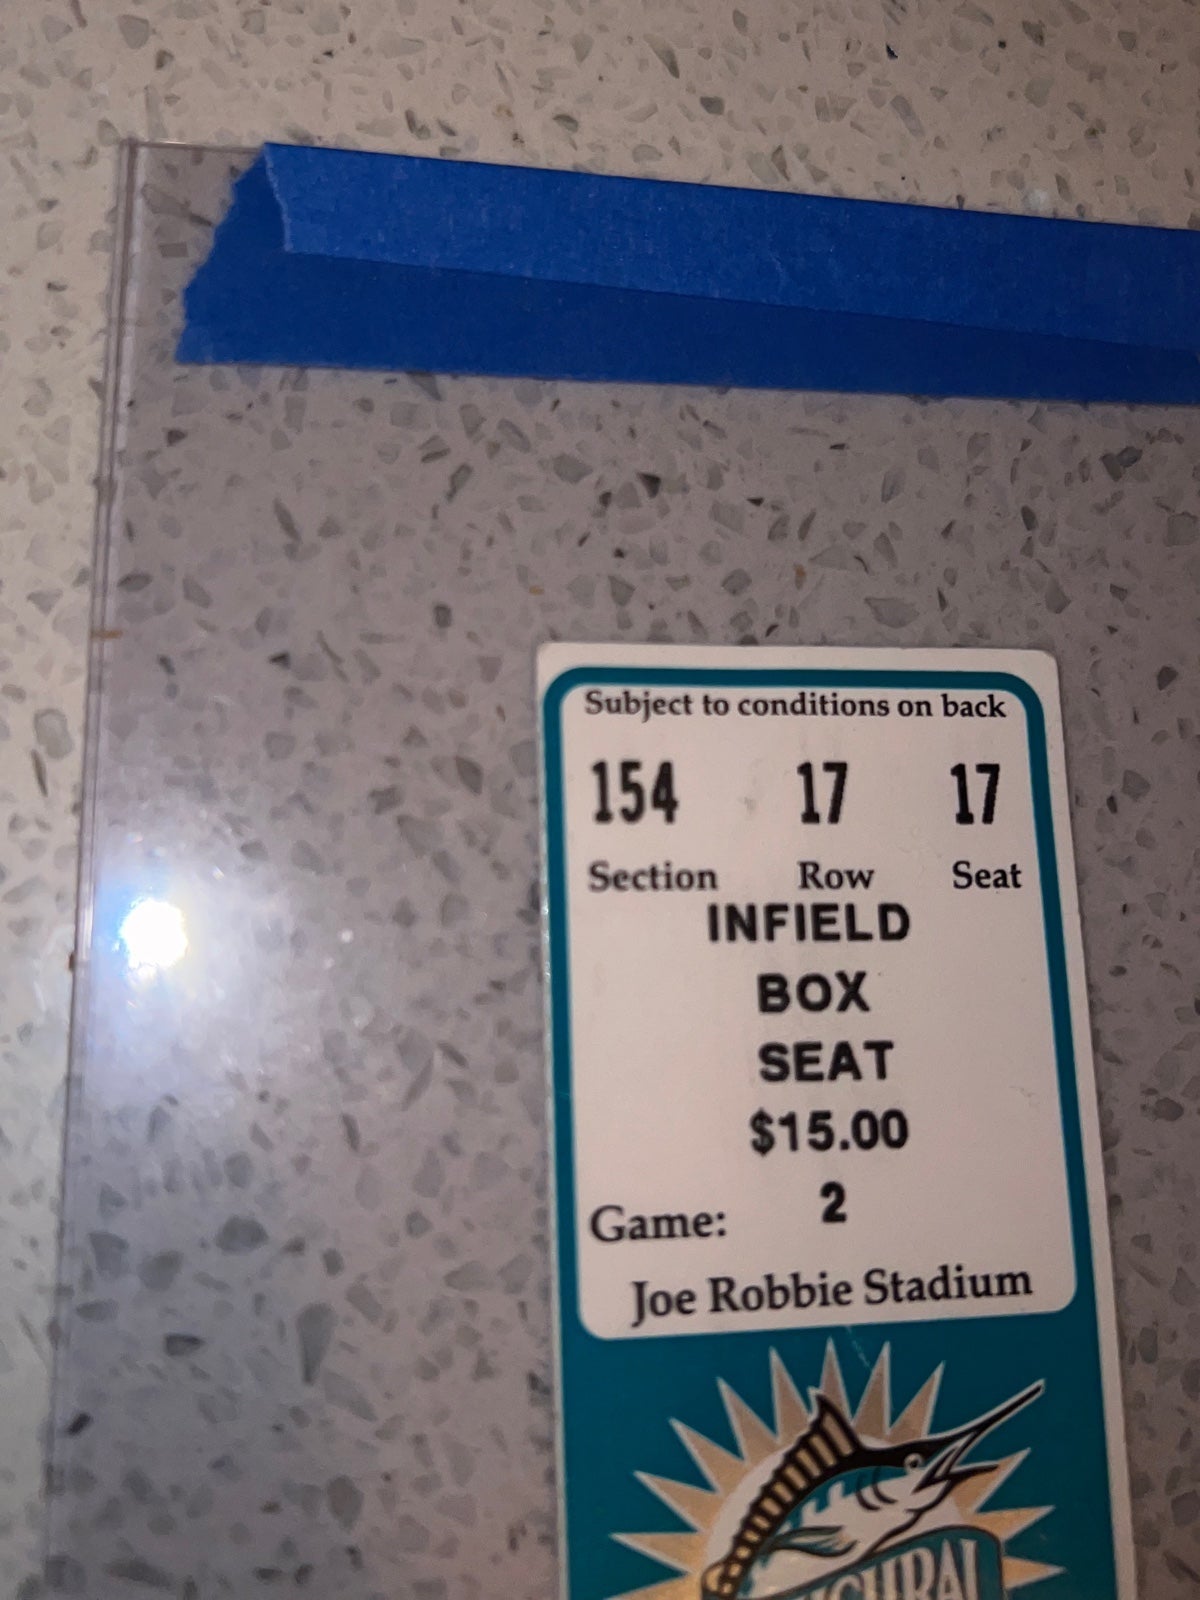 Subject to conditions on back
154 17 17
Section Row Seat
INFIELD
BOX
SEAT
$15.00
Game: 2
Joe Robbie Stadium